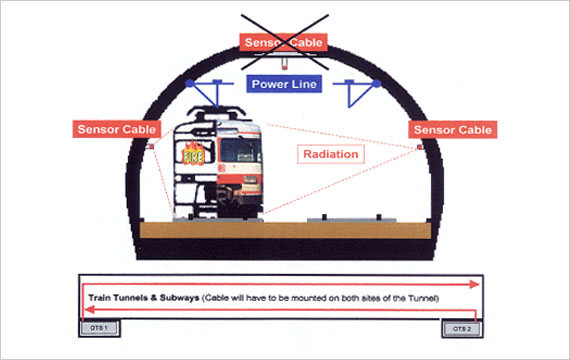 Sensor Cable
Power Line
Sensor Cable
Sensor Cable
FIRE
Radiation
Train Tunnels & Subways (Cable will have to be mounted on both sites of the Tunnel)
OTS 1
OTS 2